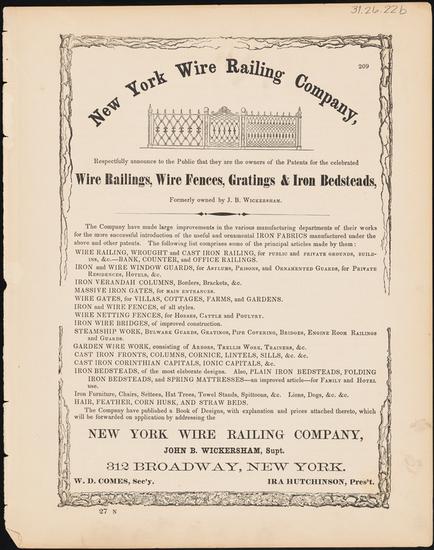 31.26.22b
209
New York Wire Railing Company,
Respectfully announce to the Public that they are the owners of the Patents for the celebrated
Wire Railings, Wire Fences, Gratings & Iron Bedsteads,
Formerly owned by J. B. Wickersham.
The Company have made large improvements in the various manufacturing departments of their works
for the more successful introduction of the useful and ornamental IRON FABRICS manufactured under the
above and other patents. The following list comprises some of the principal articles made by them:
WIRE RAILING, WROUGHT and CAST IRON RAILING, for public and private grounds, build-
ings, &c.—BANK, COUNTER, and OFFICE RAILINGS.
IRON and WIRE WINDOW GUARDS, for Asylums, Prisons, and Ornamented Guards, for Private
Residences, Hotels, &c.
IRON VERANDAH COLUMNS, Borders, Brackets, &c.
MASSIVE IRON GATES, for main entrances.
WIRE GATES, for VILLAS, COTTAGES, FARMS, and GARDENS.
IRON and WIRE FENCES, of all styles.
WIRE NETTING FENCES, for Horses, Cattle and Poultry.
IRON WIRE BRIDGES, of improved construction.
STEAMSHIP WORK, Bulwark Guards, Gratings, Pipe Covering, Bridges, Engine Room Railings
and Guards.
GARDEN WIRE WORK, consisting of Arbors, Trellis Work, Trainers, &c.
CAST IRON FRONTS, COLUMNS, CORNICE, LINTELS, SILLS, &c. &c.
CAST IRON CORINTHIAN CAPITALS, IONIC CAPITALS, &c.
IRON BEDSTEADS, of the most elaborate designs. Also, PLAIN IRON BEDSTEADS, FOLDING
IRON BEDSTEADS, and SPRING MATTRESSES—an improved article—for Family and Hotel
use.
Iron Furniture, Chairs, Settees, Hat Trees, Towel Stands, Spittoons, &c. Lions, Dogs, &c. &c.
HAIR, FEATHER, CORN HUSK, AND STRAW BEDS.
The Company have published a Book of Designs, with explanation and prices attached thereto, which
will be forwarded on application by addressing the
NEW YORK WIRE RAILING COMPANY,
JOHN B. WICKERSHAM, Supt.
312 BROADWAY, NEW YORK.
W. D. COMES, Sec'y. IRA HUTCHINSON, Pres't.
27 N